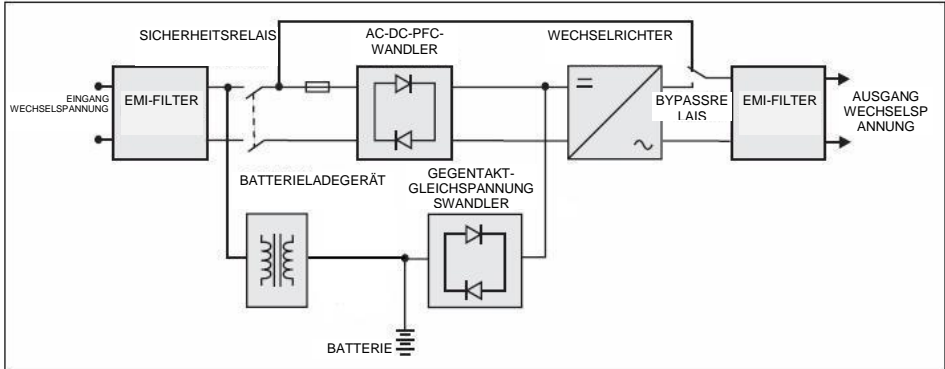 SICHERHEITSRELAIS
AC-DC-PFC-
WANDLER
WECHSELRICHTER
EINGANG
WECHSELSPANNUNG
EMI-FILTER
BYPASSRE
LAIS
EMI-FILTER
AUSGANG
WECHSELSP
ANNUNG
BATTERIELADEGERÄT
GEGENTAKT-
GLEICHSPANNUNG
SWANDLER
BATTERIE